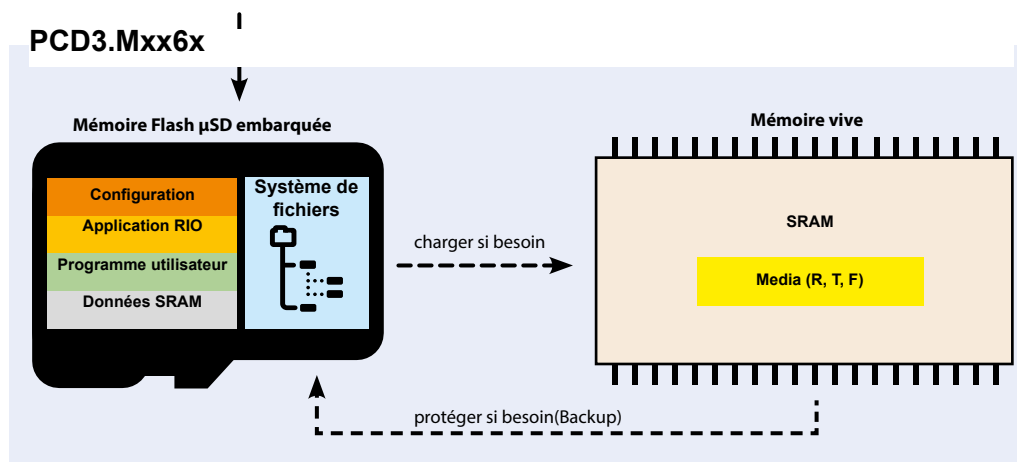 PCD3.Mxx6x
Mémoire Flash µSD embarquée
Configuration
Application RIO
Programme utilisateur
Données SRAM
Système de
fichiers
charger si besoin
Mémoire vive
SRAM
Media (R, T, F)
protéger si besoin(Backup)